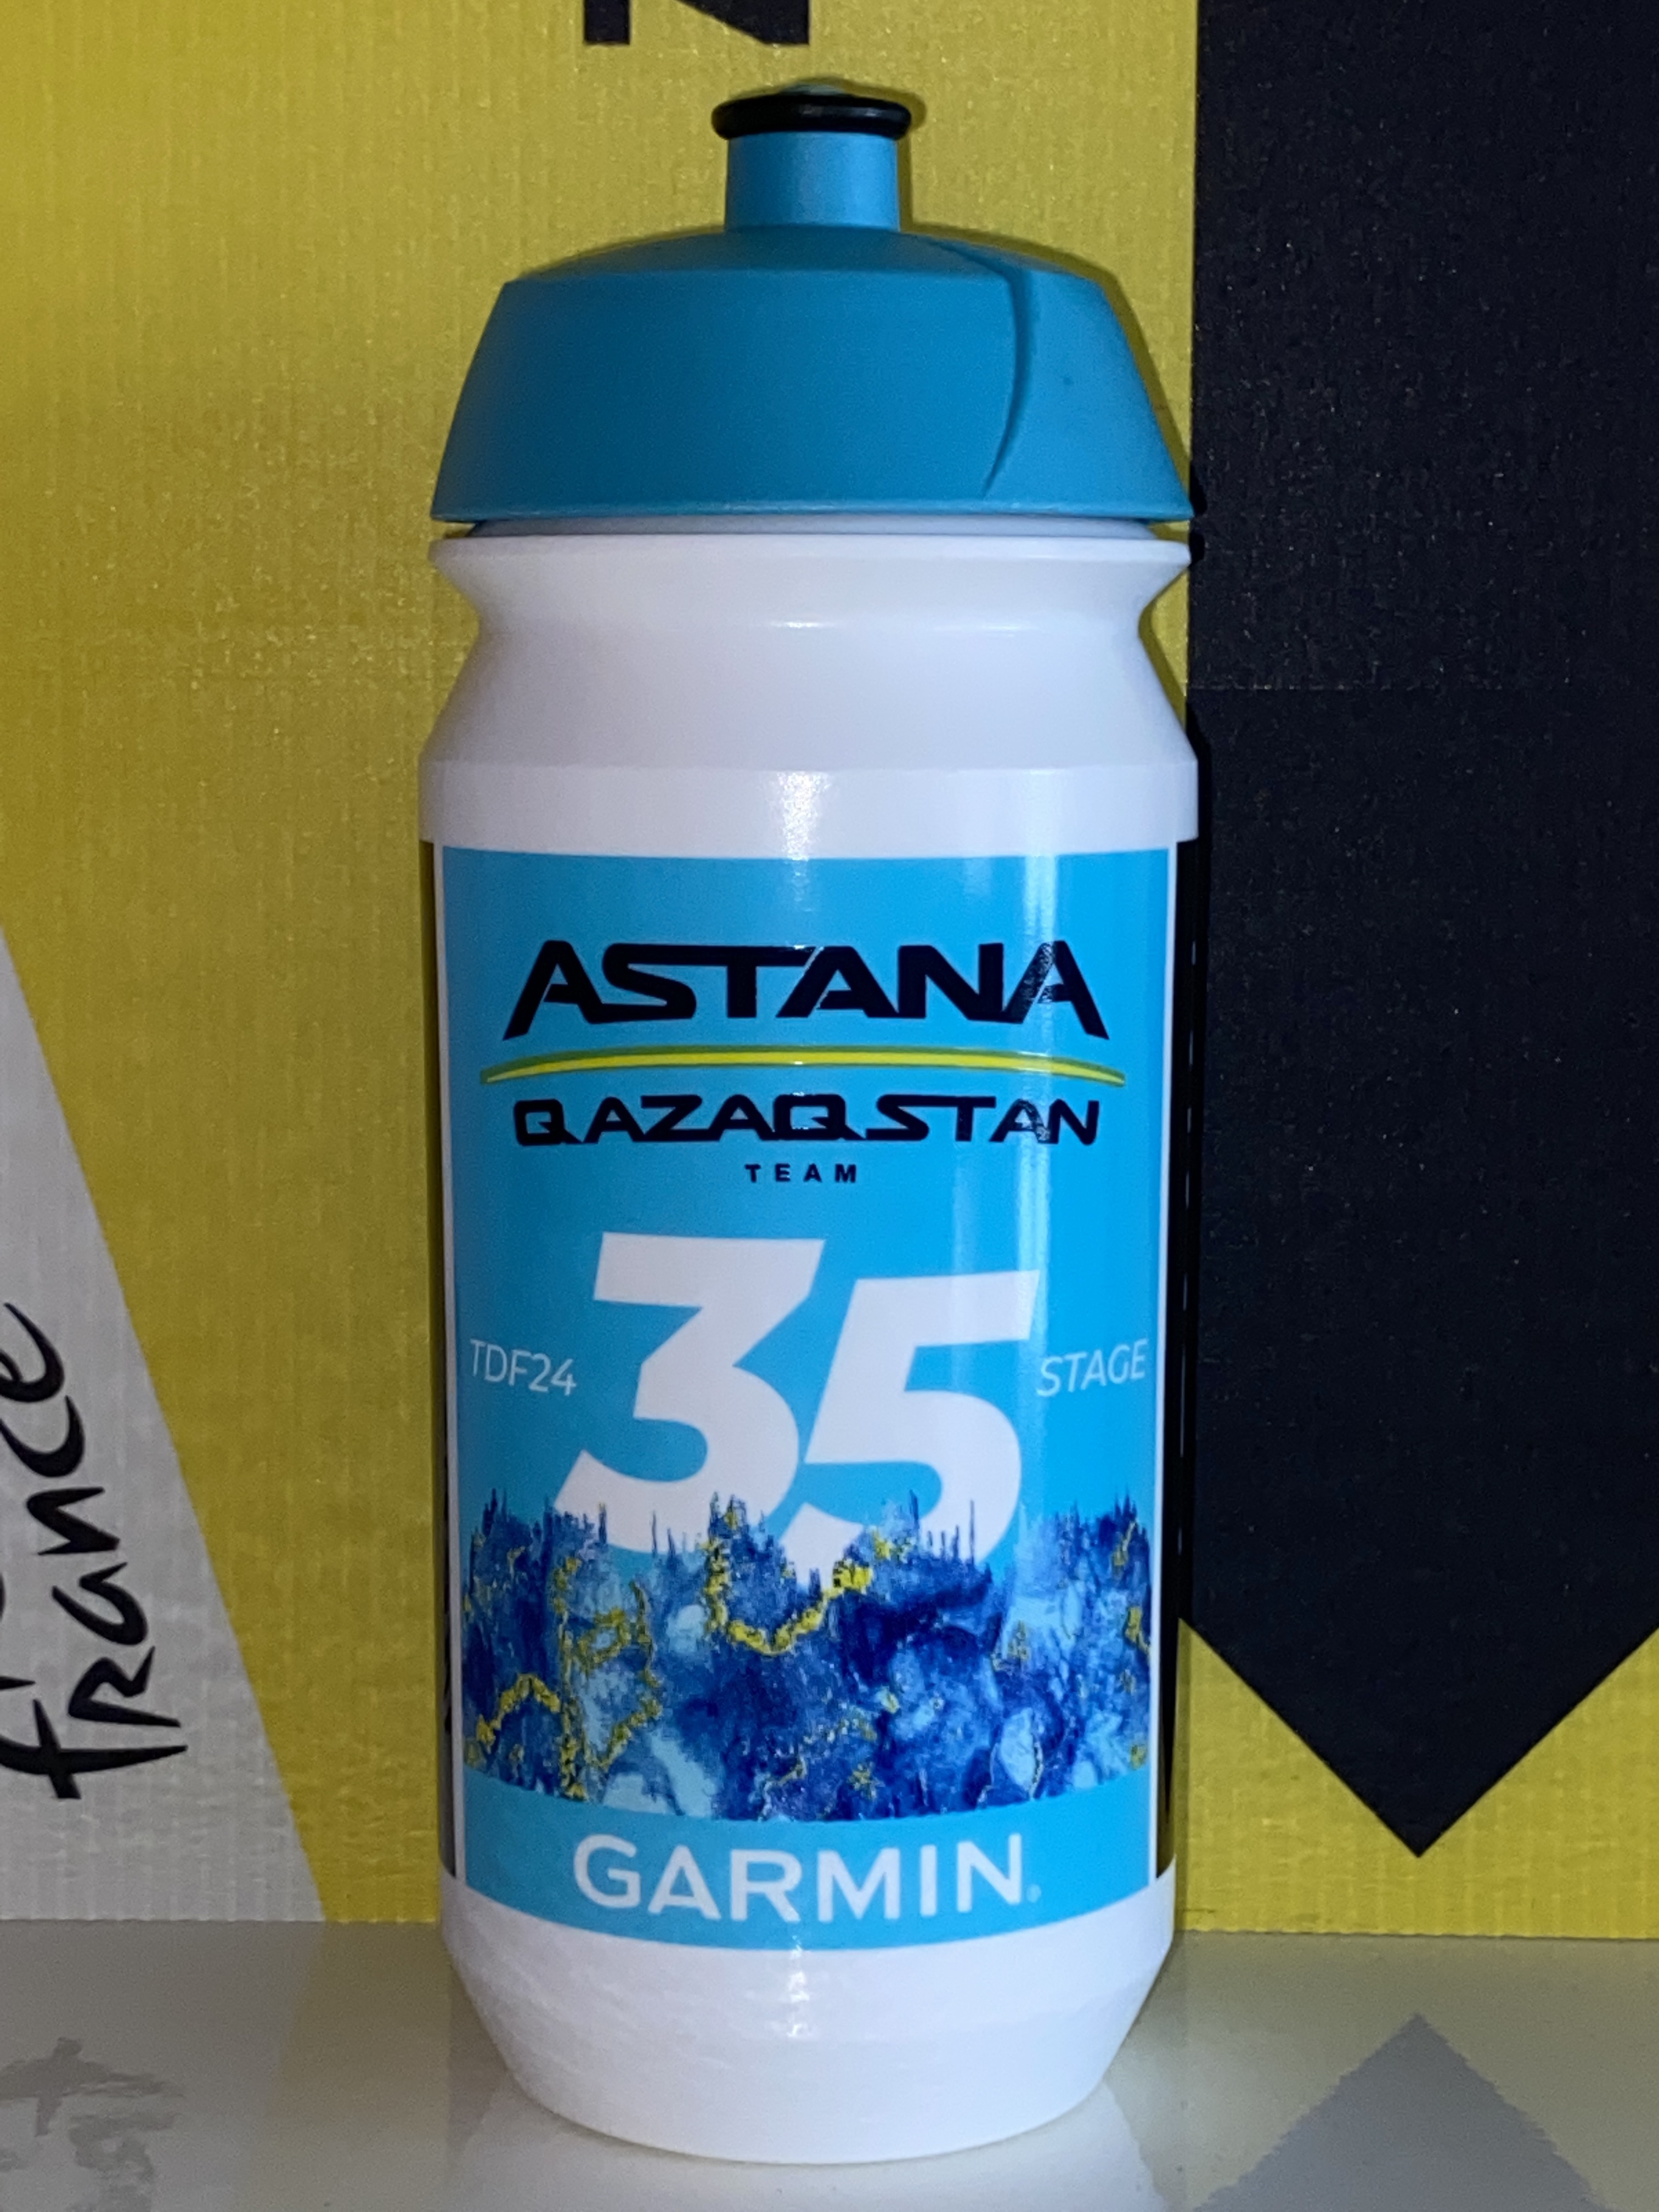 ASTANA
QAZAQSTAN
TEAM
TDF24 35 STAGE
GARMIN
france